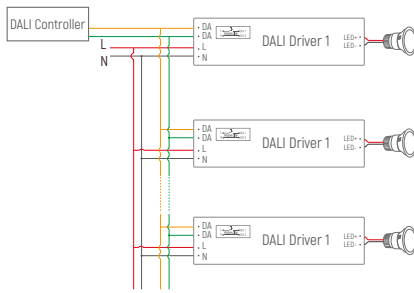 DALI Controller
L
N
DA
DA
L
N
DALI Driver 1
LED+
LED-
DA
DA
L
N
DALI Driver 1
LED+
LED-
DA
DA
L
N
DALI Driver 1
LED+
LED-